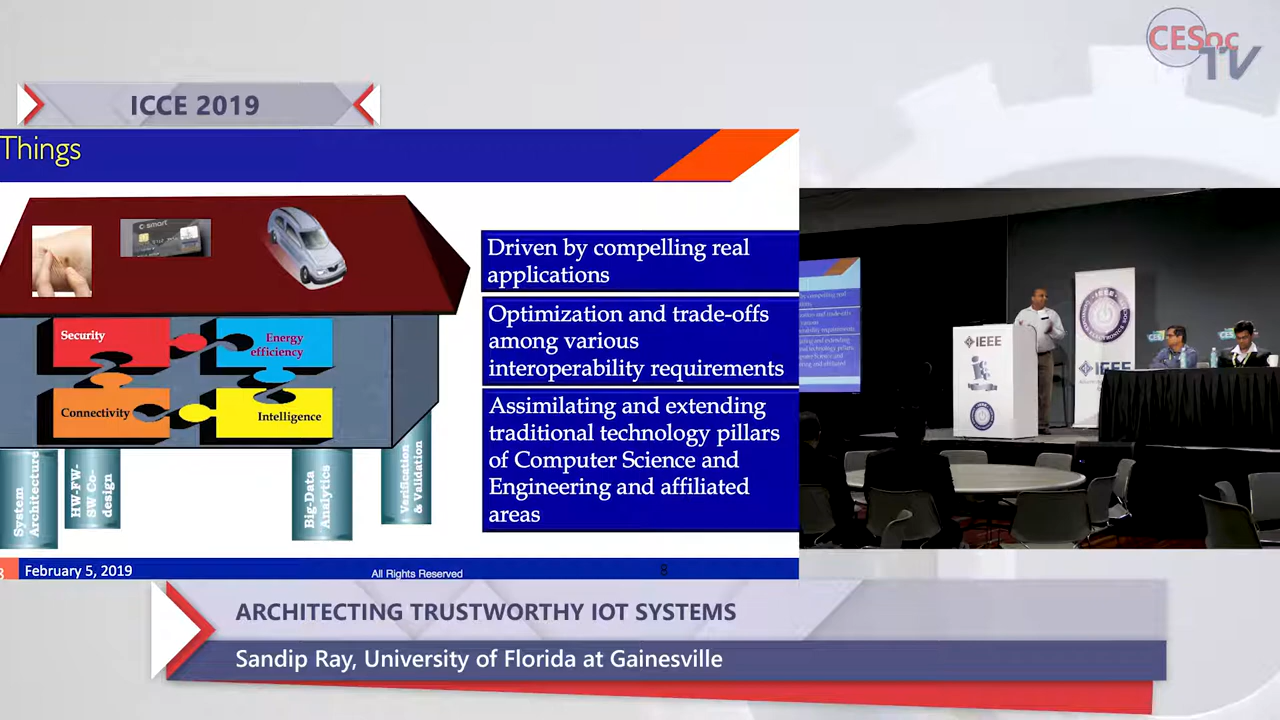 CESoc
TV
ICCE 2019
Things
smart
Driven by compelling real
applications
Optimization and trade-offs
among various
interoperability requirements
Assimilating and extending
traditional technology pillars
of Computer Science and
Engineering and affiliated
areas
Security
Energy
efficiency
Connectivity
Intelligence
System
Architecture
HW-FW-
SW Co-
design
Big-Data
Analytics
Verification
& Validation
February 5, 2019
All Rights Reserved
8
IEEE
IEEE
IEEE
ARCHITECTING TRUSTWORTHY IOT SYSTEMS
Sandip Ray, University of Florida at Gainesville